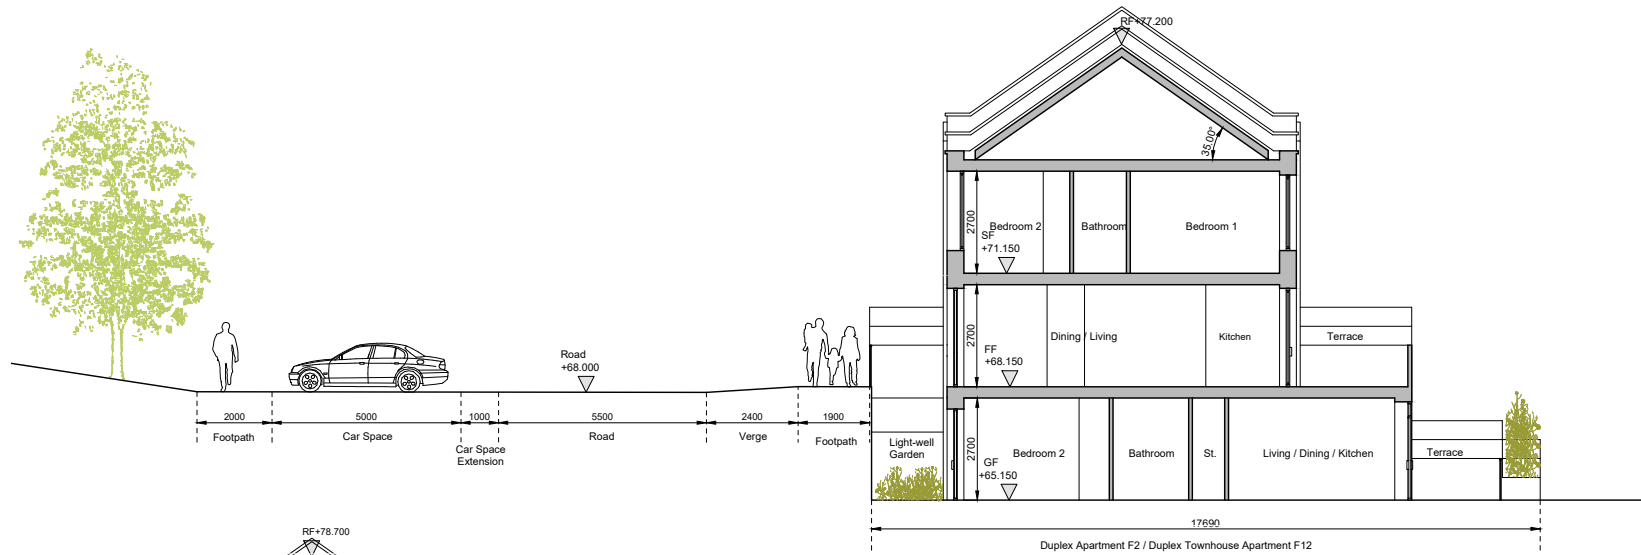 RF+77.200
35.00°
2700
Bedroom 2
Bathroom
Bedroom 1
SF
+71.150
2700
Dining / Living
Kitchen
Terrace
FF
+68.150
Road
+68.000
2000
5000
1000
5500
2400
1900
Footpath
Car Space
Car Space
Extension
Road
Verge
Footpath
Light-well
Garden
2700
Bedroom 2
Bathroom
St.
Living / Dining / Kitchen
Terrace
GF
+65.150
17690
Duplex Apartment F2 / Duplex Townhouse Apartment F12
RF+78.700